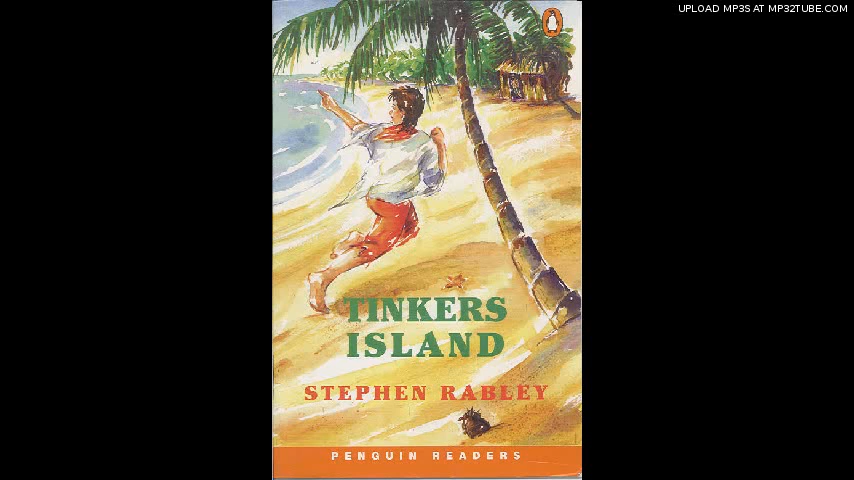 UPLOAD MP3S AT MP32TUBE.COM
TINKERS
ISLAND
STEPHEN RABLEY
PENGUIN READERS